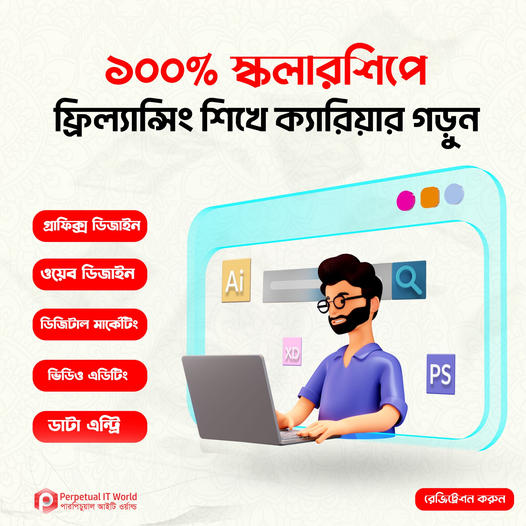 ১০০% স্কলারশিপে
ফ্রিল্যান্সিং শিখে ক্যারিয়ার গড়ুন
গ্রাফিক্স ডিজাইন
ওয়েব ডিজাইন
ডিজিটাল মার্কেটিং
ভিডিও এডিটিং
ডাটা এন্ট্রি
Ai
XD
PS
Perpetual IT World
পারপিচুয়াল আইটি ওয়ার্ল্ড
রেজিস্ট্রেশন করুন